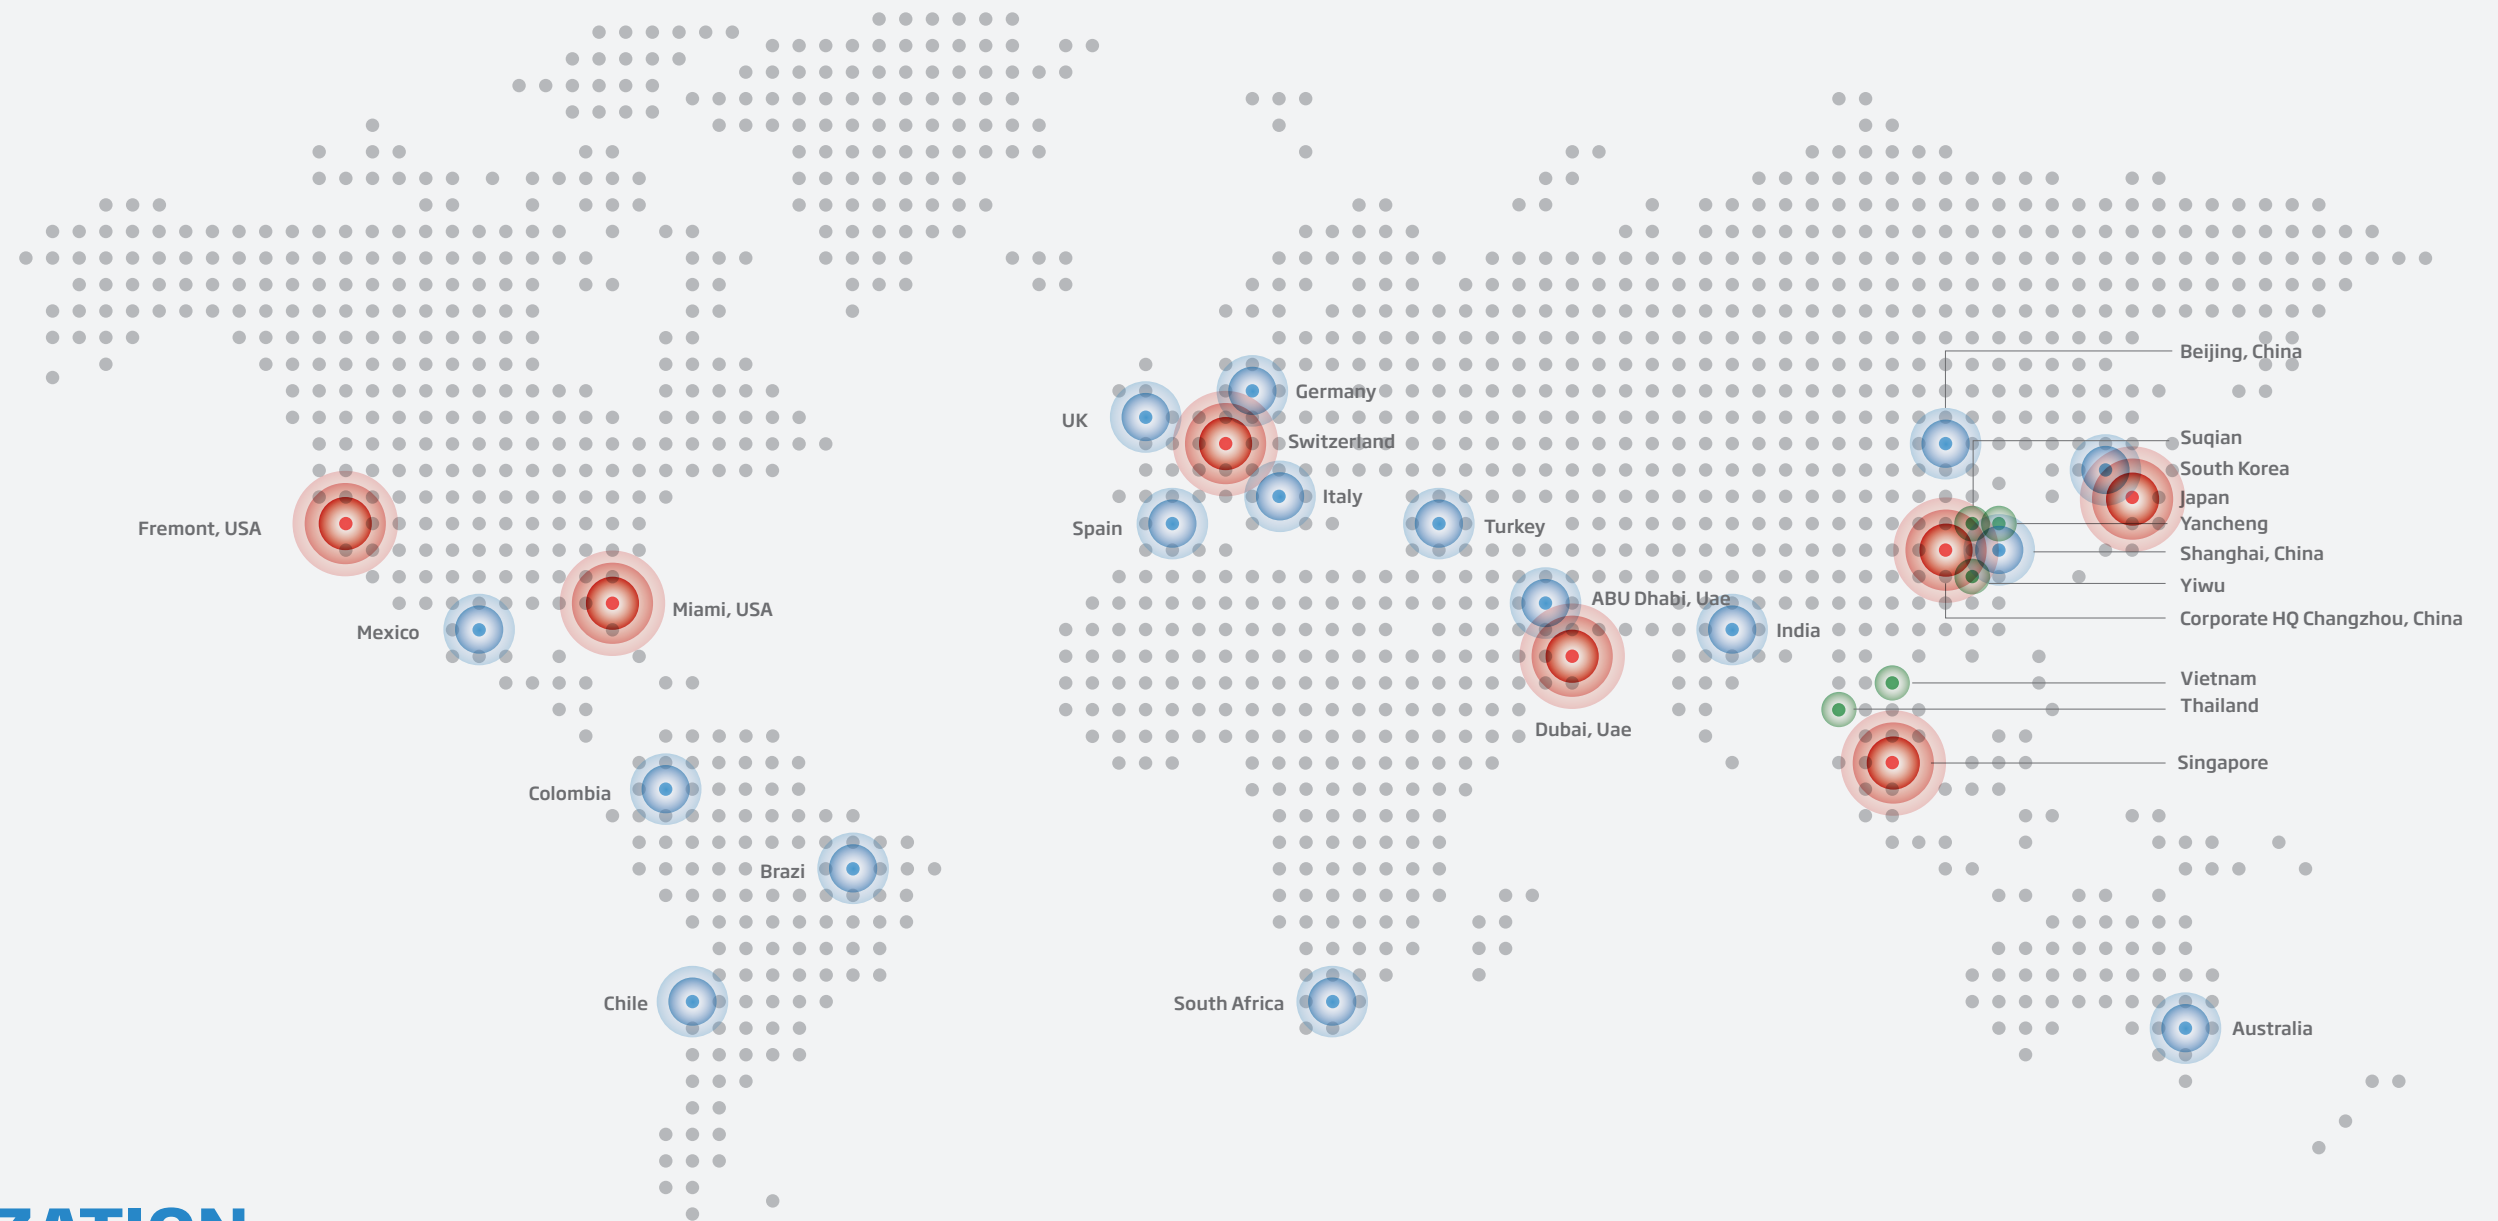 Beijing, China
Germany
UK
Suqian
Switzerland
South Korea
Italy
Japan
Yancheng
Fremont, USA
Spain
Turkey
Shanghai, China
Yiwu
ABU Dhabi, Uae
Miami, USA
Corporate HQ Changzhou, China
Mexico
India
Vietnam
Thailand
Dubai, Uae
Singapore
Colombia
Brazi
Chile
South Africa
Australia
ZATION